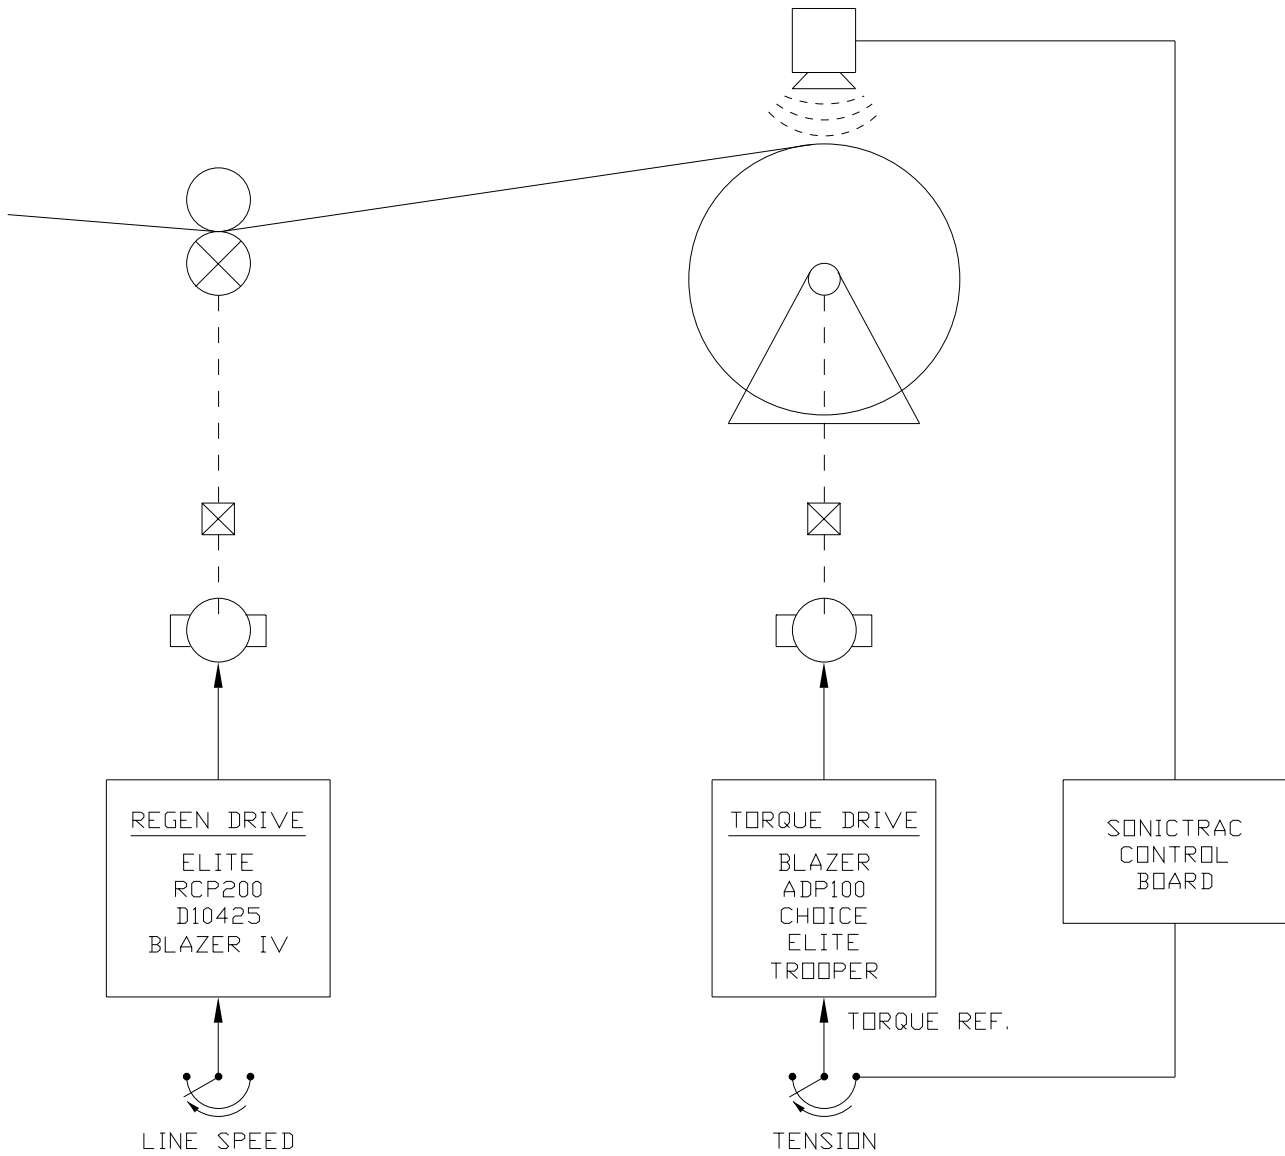 REGEN DRIVE
ELITE
RCP200
D10425
BLAZER IV
TORQUE DRIVE
BLAZER
ADP100
CHOICE
ELITE
TROOPER
SONICTRAC
CONTROL
BOARD
TORQUE REF.
LINE SPEED
TENSION